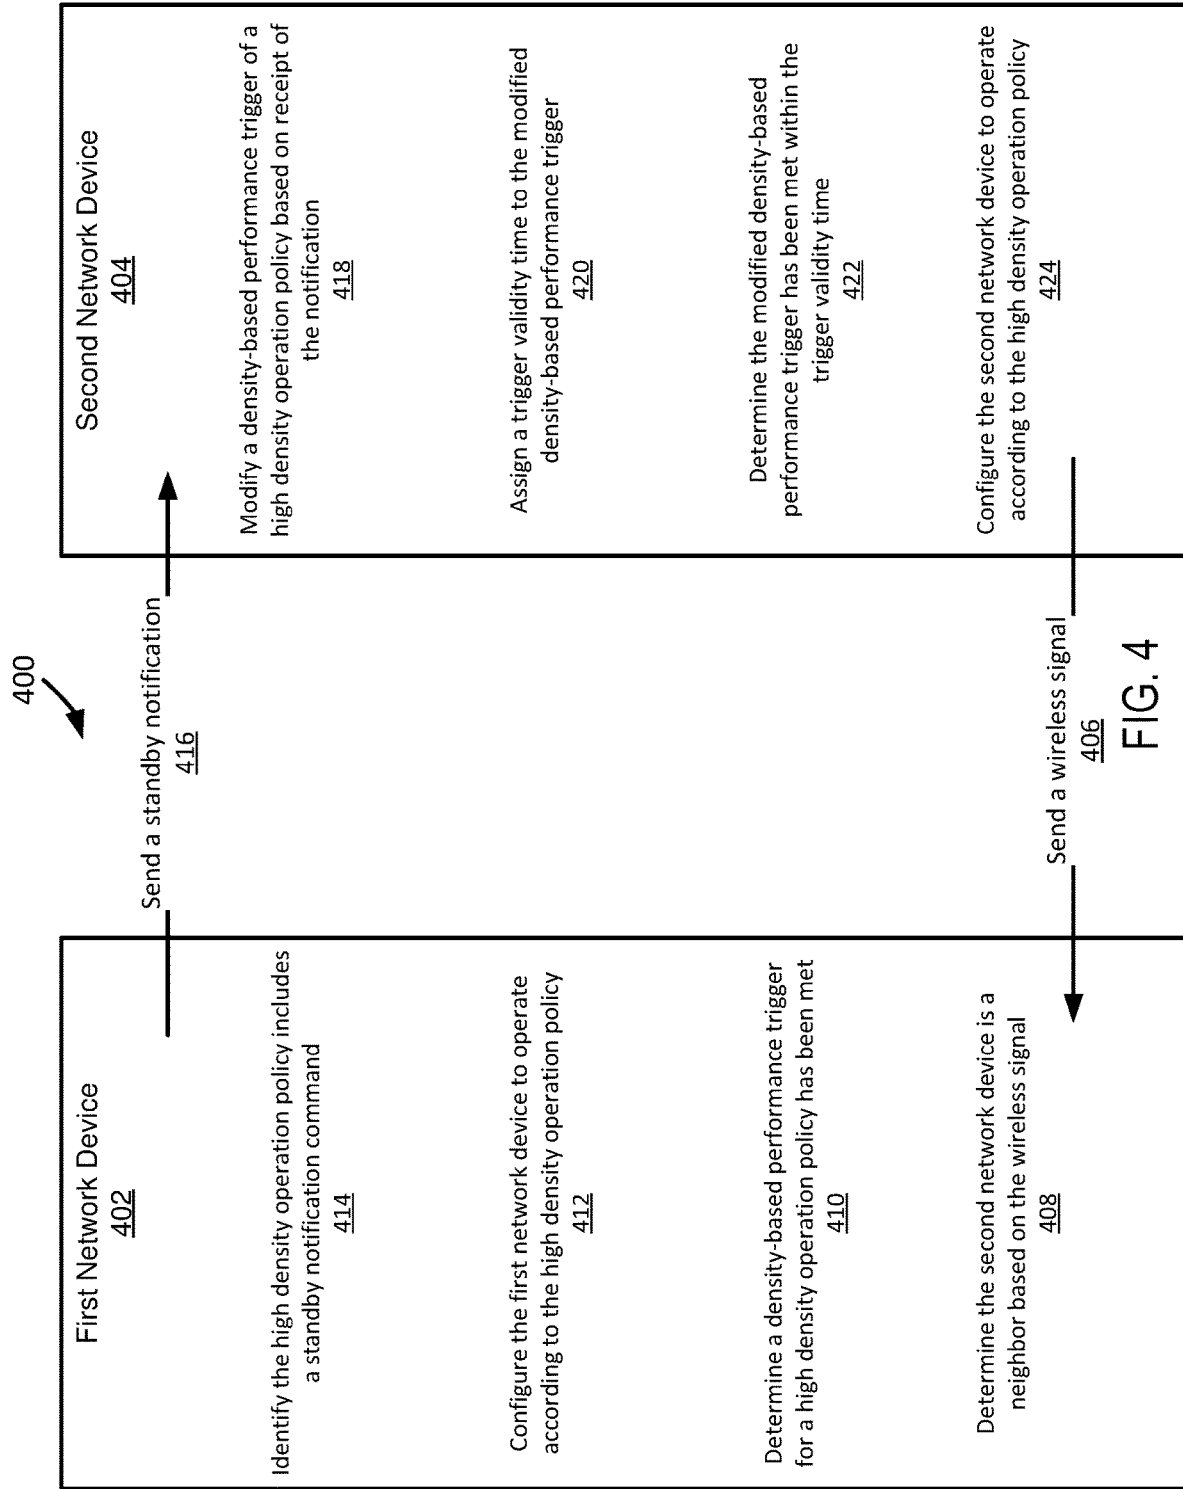 400
First Network Device
402
Identify the high density operation policy includes
a standby notification command
414
Configure the first network device to operate
according to the high density operation policy
412
Determine a density-based performance trigger
for a high density operation policy has been met
410
Determine the second network device is a
neighbor based on the wireless signal
408
Send a standby notification
416
Send a wireless signal
406
Second Network Device
404
Modify a density-based performance trigger of a
high density operation policy based on receipt of
the notification
418
Assign a trigger validity time to the modified
density-based performance trigger
420
Determine the modified density-based
performance trigger has been met within the
trigger validity time
422
Configure the second network device to operate
according to the high density operation policy
424
FIG. 4